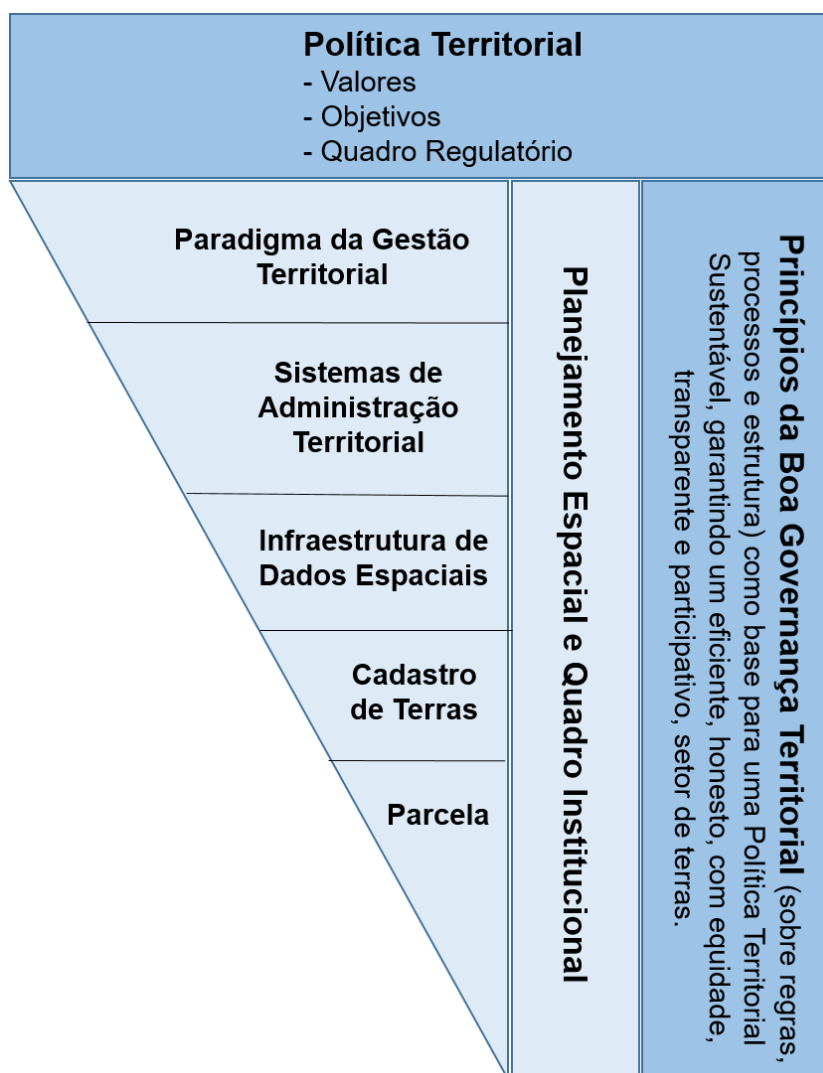 Política Territorial
- Valores
- Objetivos
- Quadro Regulatório
Paradigma da Gestão
Territorial
Sistemas de
Administração
Territorial
Infraestrutura de
Dados Espaciais
Cadastro
de Terras
Parcela
Planejamento Espacial e Quadro Institucional
Princípios da Boa Governança Territorial (sobre regras,
processos e estrutura) como base para uma Política Territorial
Sustentável, garantindo um eficiente, honesto, com equidade,
transparente e participativo, setor de terras.